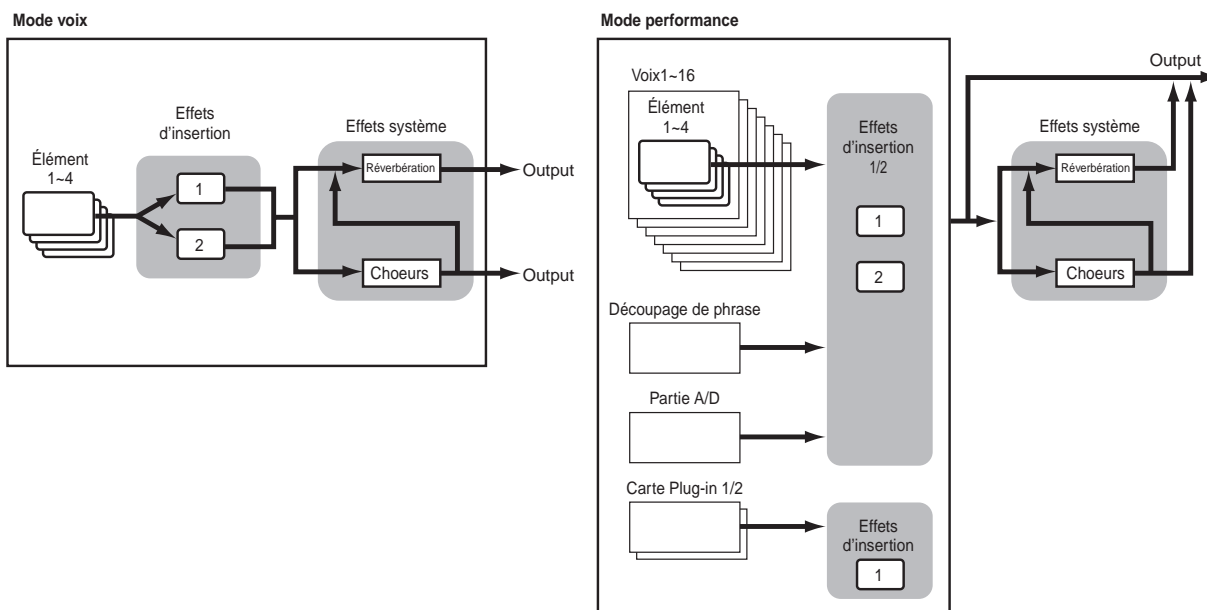 Mode voix
Effets
d'insertion
Élément
1~4
1
2
Effets système
Réverbération
Choeurs
Output
Output
Mode performance
Voix1~16
Élément
1~4
Effets
d'insertion
1/2
1
2
Découpage de phrase
Partie A/D
Carte Plug-in 1/2
Effets
d'insertion
1
Output
Effets système
Réverbération
Choeurs